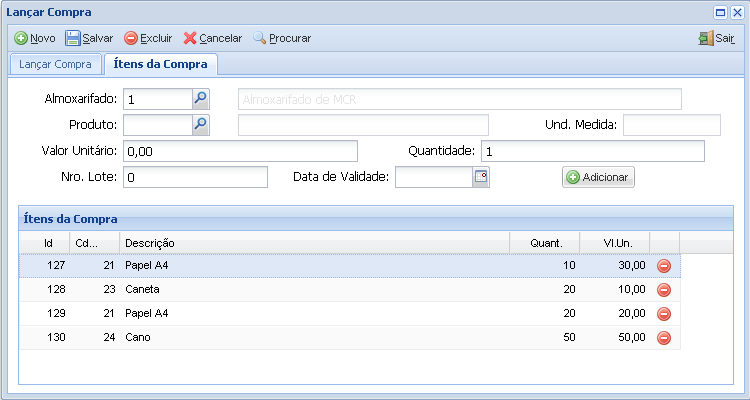 Lançar Compra
Novo Salvar Excluir Cancelar Procurar Sair
Lançar Compra Ítens da Compra
Almoxarifado: 1 Almoxarifado de MCR
Produto: Und. Medida:
Valor Unitário: 0,00 Quantidade: 1
Nro. Lote: 0 Data de Validade: Adicionar
Ítens da Compra
Id Cd... Descrição Quant. Vl.Un.
127 21 Papel A4 10 30,00
128 23 Caneta 20 10,00
129 21 Papel A4 20 20,00
130 24 Cano 50 50,00